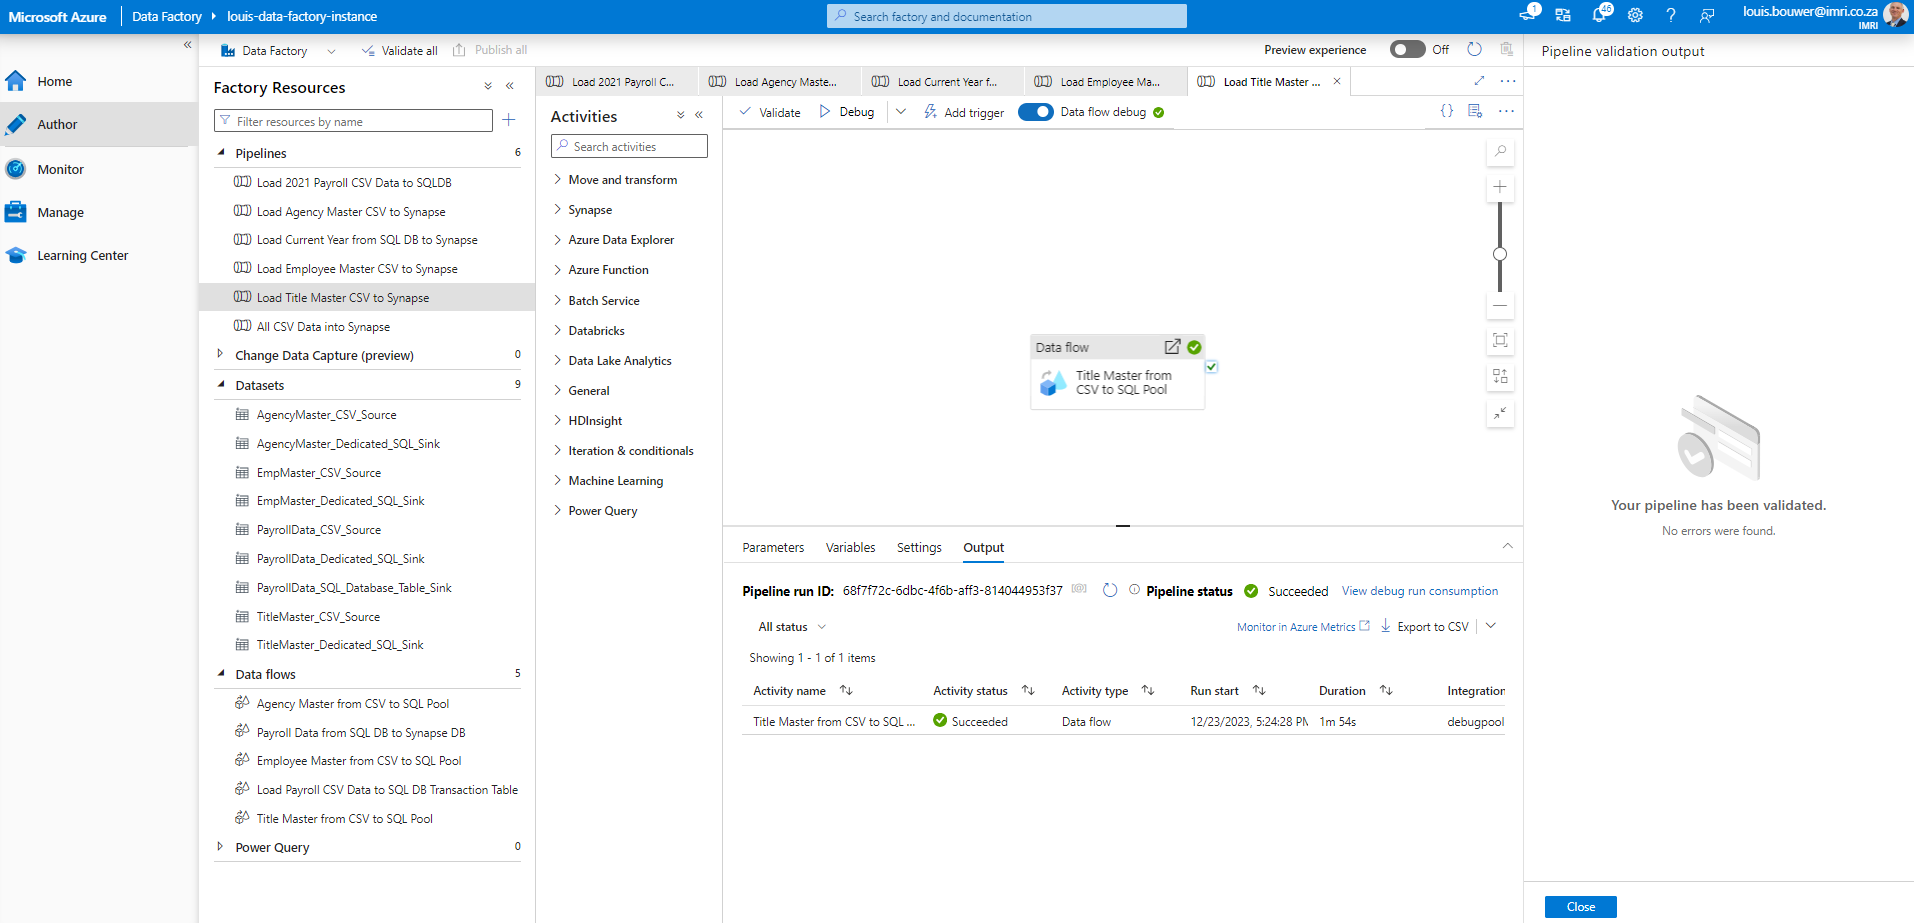 Microsoft Azure
Data Factory
louis-data-factory-instance
Search factory and documentation
1
46
louis.bouwer@imri.co.za
IMRI
Home
Author
Monitor
Manage
Learning Center
Data Factory
Validate all
Publish all
Preview experience
Off
Factory Resources
Filter resources by name
Pipelines 6
Load 2021 Payroll CSV Data to SQLDB
Load Agency Master CSV to Synapse
Load Current Year from SQL DB to Synapse
Load Employee Master CSV to Synapse
Load Title Master CSV to Synapse
All CSV Data into Synapse
Change Data Capture (preview) 0
Datasets 9
AgencyMaster_CSV_Source
AgencyMaster_Dedicated_SQL_Sink
EmpMaster_CSV_Source
EmpMaster_Dedicated_SQL_Sink
PayrollData_CSV_Source
PayrollData_Dedicated_SQL_Sink
PayrollData_SQL_Database_Table_Sink
TitleMaster_CSV_Source
TitleMaster_Dedicated_SQL_Sink
Data flows 5
Agency Master from CSV to SQL Pool
Payroll Data from SQL DB to Synapse DB
Employee Master from CSV to SQL Pool
Load Payroll CSV Data to SQL DB Transaction Table
Title Master from CSV to SQL Pool
Power Query 0
Load 2021 Payroll C...
Load Agency Maste...
Load Current Year f...
Load Employee Ma...
Load Title Master ...
Activities
Search activities
Move and transform
Synapse
Azure Data Explorer
Azure Function
Batch Service
Databricks
Data Lake Analytics
General
HDInsight
Iteration & conditionals
Machine Learning
Power Query
Validate
Debug
Add trigger
Data flow debug
Data flow
Title Master from
CSV to SQL Pool
Parameters
Variables
Settings
Output
Pipeline run ID: 68f7f72c-6dbc-4f6b-aff3-814044953f37
Pipeline status
Succeeded
View debug run consumption
All status
Monitor in Azure Metrics
Export to CSV
Showing 1 - 1 of 1 items
Activity name
Activity status
Activity type
Run start
Duration
Integration
Title Master from CSV to SQL ...
Succeeded
Data flow
12/23/2023, 5:24:28 PM
1m 54s
debugpool
Pipeline validation output
Your pipeline has been validated.
No errors were found.
Close